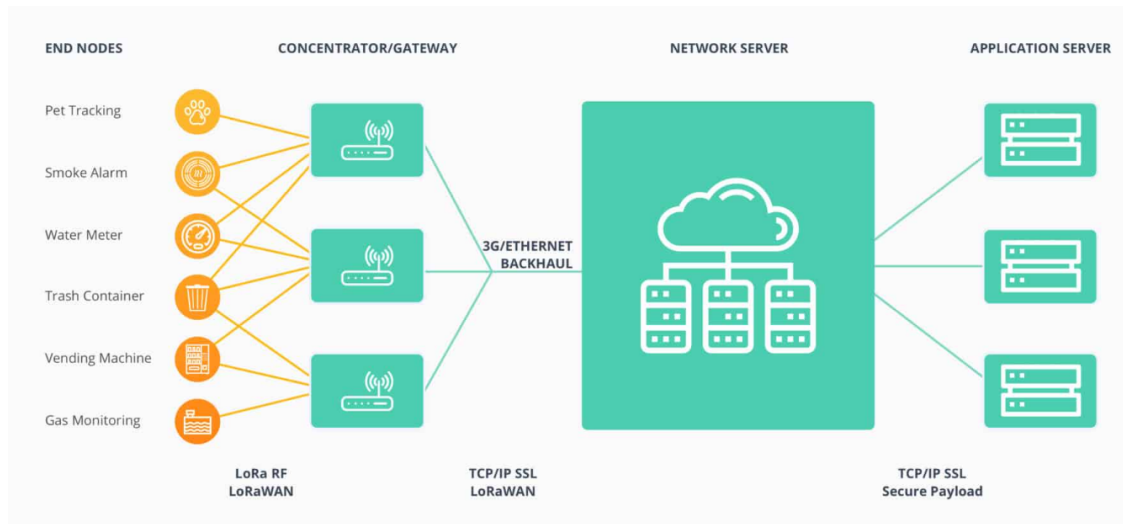 END NODES
CONCENTRATOR/GATEWAY
NETWORK SERVER
APPLICATION SERVER
Pet Tracking
Smoke Alarm
Water Meter
Trash Container
Vending Machine
Gas Monitoring
3G/ETHERNET
BACKHAUL
LoRa RF
LoRaWAN
TCP/IP SSL
LoRaWAN
TCP/IP SSL
Secure Payload